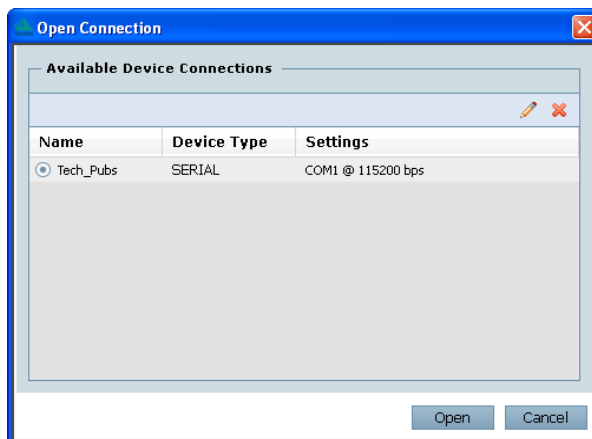 Open Connection
Available Device Connections
Name Device Type Settings
Tech_Pubs SERIAL COM1 @ 115200 bps
Open Cancel